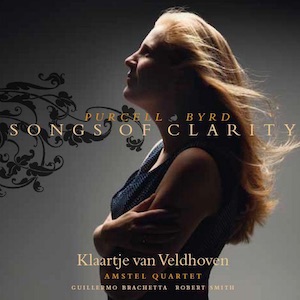 PURCELL BYRD
SONGS OF CLARITY
Klaartje van Veldhoven
AMSTEL QUARTET
GUILLERMO BRACHETTA ROBERT SMITH